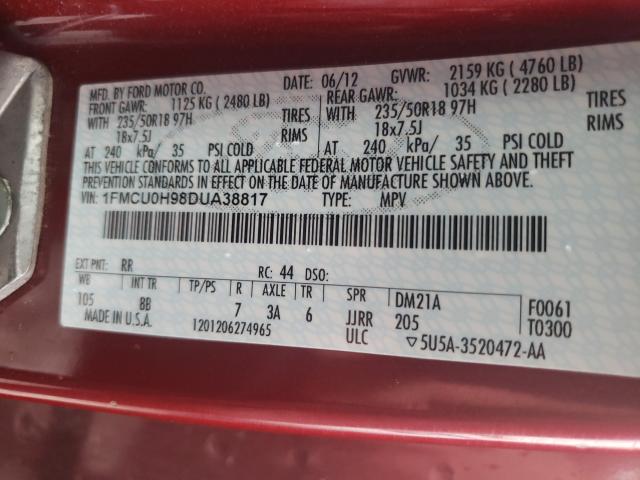 MFD. BY FORD MOTOR CO.
DATE: 06/12
GVWR: 2159 KG ( 4760 LB)
FRONT GAWR: 1125 KG ( 2480 LB)
REAR GAWR: 1034 KG ( 2280 LB)
WITH 235/50R18 97H TIRES
WITH 235/50R18 97H TIRES
18x7.5J RIMS
18x7.5J RIMS
AT 240 kPa/ 35 PSI COLD
AT 240 kPa/ 35 PSI COLD
THIS VEHICLE CONFORMS TO ALL APPLICABLE FEDERAL MOTOR VEHICLE SAFETY AND THEFT
PREVENTION STANDARDS IN EFFECT ON THE DATE OF MANUFACTURE SHOWN ABOVE.
VIN: 1FMCU0H98DUA38817
TYPE: MPV
EXT PNT: RR RC: 44 DSO:
WB INT TR TP/PS R AXLE TR SPR DM21A F0061
105 8B 7 3A 6 JJRR 205 T0300
MADE IN U.S.A. 1201206274965 ULC ▽5U5A-3520472-AA